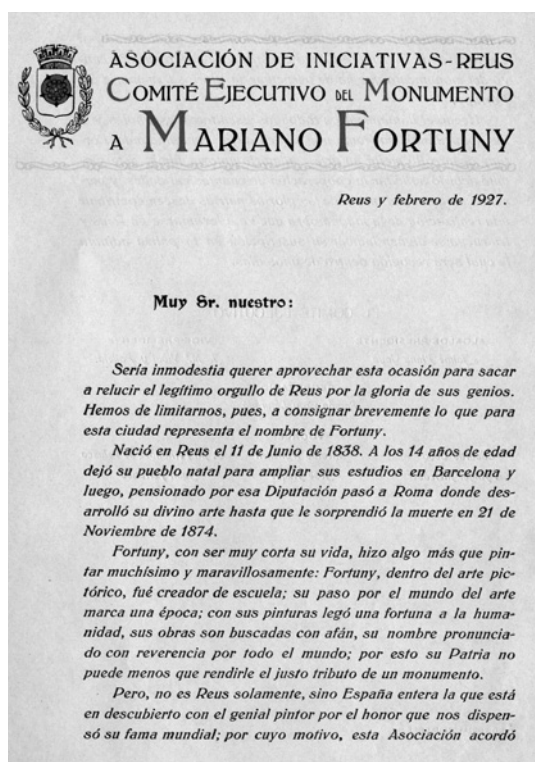 ASOCIACIÓN DE INICIATIVAS-REUS
COMITÉ EJECUTIVO DEL MONUMENTO
A MARIANO FORTUNY
Reus y febrero de 1927.
Muy Sr. nuestro:
Sería inmodestia querer aprovechar esta ocasión para sacar
a relucir el legítimo orgullo de Reus por la gloria de sus genios.
Hemos de limitarnos, pues, a consignar brevemente lo que para
esta ciudad representa el nombre de Fortuny.
Nació en Reus el 11 de Junio de 1838. A los 14 años de edad
dejó su pueblo natal para ampliar sus estudios en Barcelona y
luego, pensionado por esa Diputación pasó a Roma donde des-
arrolló su divino arte hasta que le sorprendió la muerte en 21 de
Noviembre de 1874.
Fortuny, con ser muy corta su vida, hizo algo más que pin-
tar muchísimo y maravillosamente: Fortuny, dentro del arte pic-
tórico, fué creador de escuela; su paso por el mundo del arte
marca una época; con sus pinturas legó una fortuna a la huma-
nidad, sus obras son buscadas con afán, su nombre pronuncia-
do con reverencia por todo el mundo; por esto su Patria no
puede menos que rendirle el justo tributo de un monumento.
Pero, no es Reus solamente, sino España entera la que está
en descubierto con el genial pintor por el honor que nos dispen-
só su fama mundial; por cuyo motivo, esta Asociación acordó